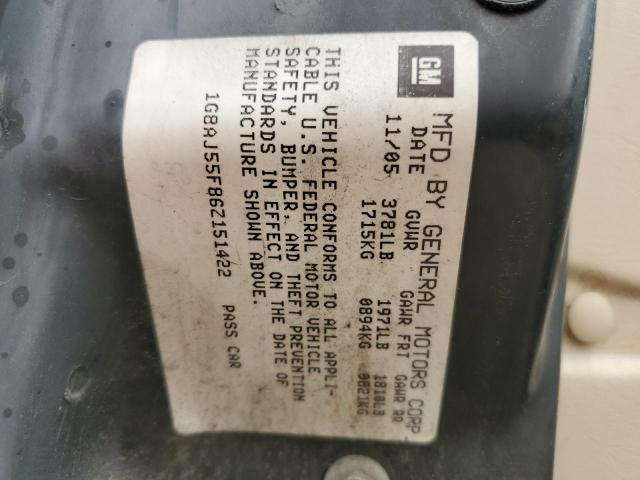 GM
MFD BY GENERAL MOTORS CORP
DATE GVWR GAWR FRT GAWR RR
11/05 3781LB 1971LB 1810LB
1715KG 0894KG 0821KG
THIS VEHICLE CONFORMS TO ALL APPLI-
CABLE U.S. FEDERAL MOTOR VEHICLE
SAFETY, BUMPER, AND THEFT PREVENTION
STANDARDS IN EFFECT ON THE DATE OF
MANUFACTURE SHOWN ABOVE.
1G8AJ55F86Z151422 PASS CAR